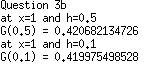 Question 3b
at x=1 and h=0.5
G(0.5) = 0.420682134726
at x=1 and h=0.1
G(0.1) = 0.419975498528